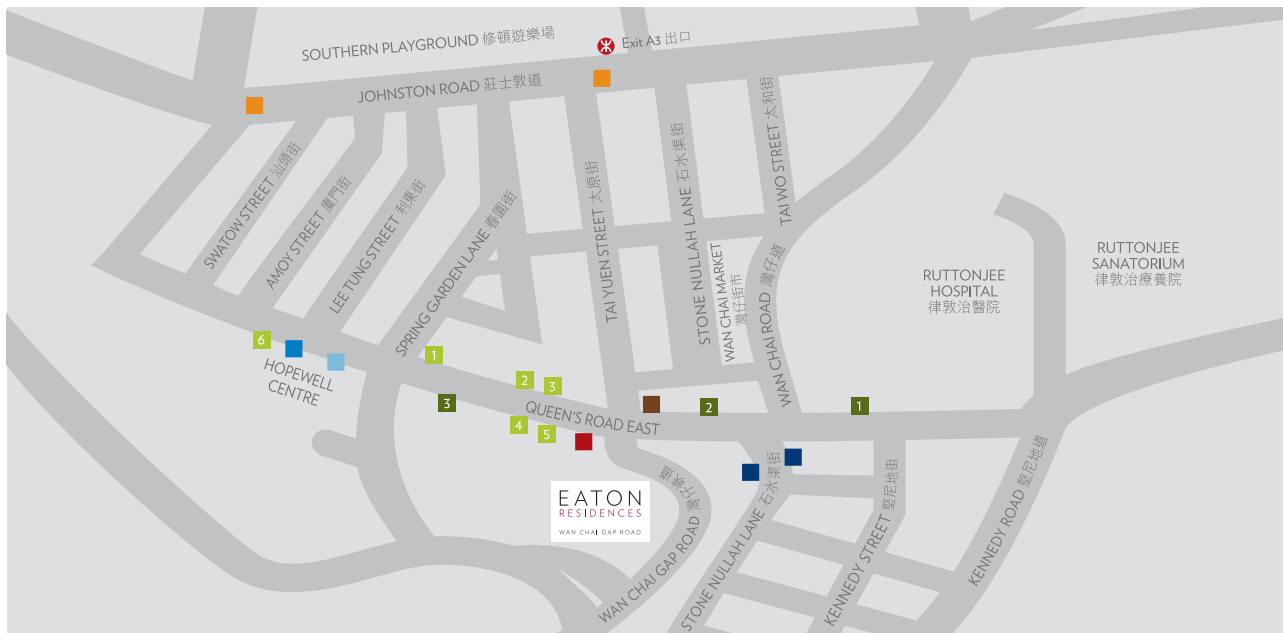 SOUTHERN PLAYGROUND 修頓遊樂場
Exit A3 出口
JOHNSTON ROAD 莊士敦道
SWATOW STREET 汕頭街
AMOY STREET 廈門街
LEE TUNG STREET 利東街
SPRING GARDEN LANE 春園街
TAI YUEN STREET 太原街
STONE NULLAH LANE 石水渠街
TAI WO STREET 太和街
WAN CHAI MARKET
灣仔街市
WAN CHAI ROAD 灣仔道
RUTTONJEE
HOSPITAL
律敦治醫院
RUTTONJEE
SANATORIUM
律敦治療養院
6
HOPEWELL
CENTRE
1
2
3
3
4
5
QUEEN'S ROAD EAST
2
1
EATON
RESIDENCES
WAN CHAI GAP ROAD
WAN CHAI GAP ROAD 灣仔峽道
STONE NULLAH LANE 石水渠街
KENNEDY STREET 堅尼地街
KENNEDY ROAD 堅尼地道